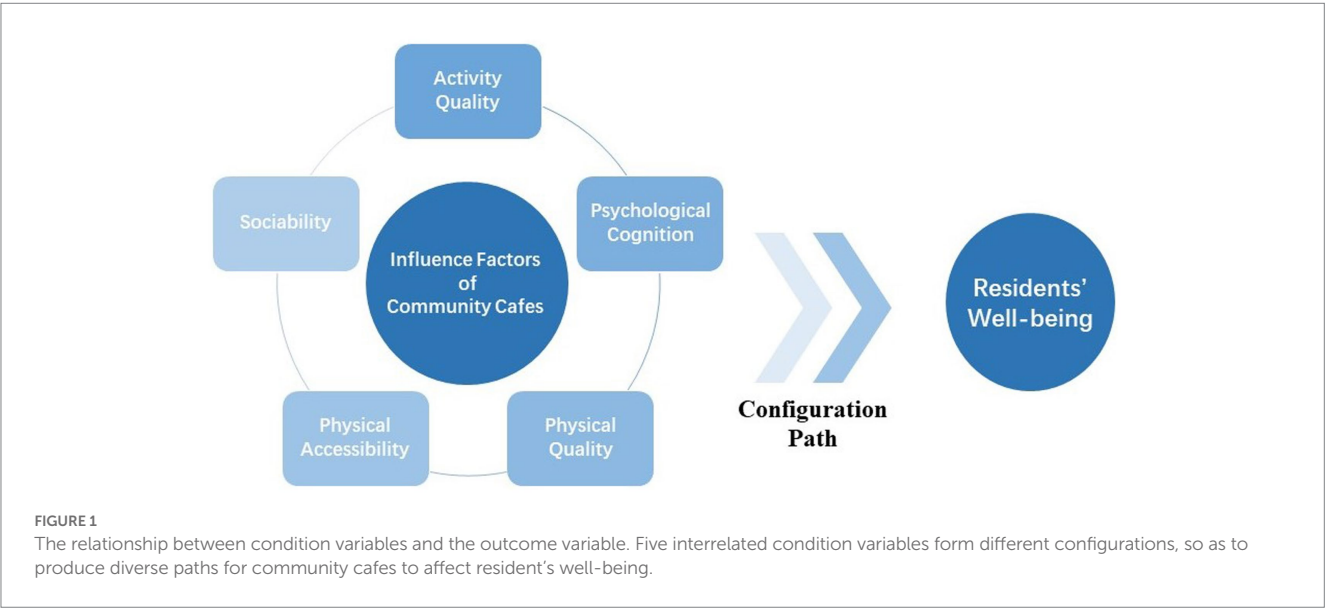 Activity
Quality
Sociability
Psychological
Cognition
Influence Factors
of
Community Cafes
Physical
Accessibility
Physical
Quality
Configuration
Path
Residents’
Well-being
FIGURE 1
The relationship between condition variables and the outcome variable. Five interrelated condition variables form different configurations, so as to
produce diverse paths for community cafes to affect resident’s well-being.